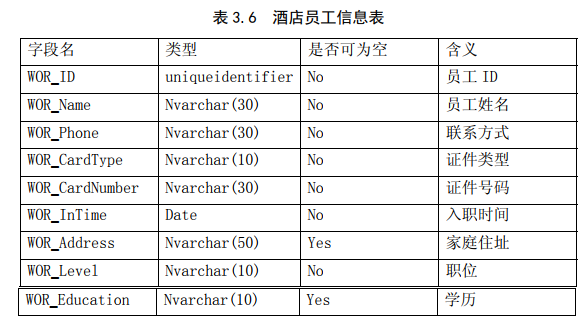 表 3.6 酒店员工信息表
字段名 类型 是否可为空 含义
WOR_ID uniqueidentifier No 员工 ID
WOR_Name Nvarchar(30) No 员工姓名
WOR_Phone Nvarchar(30) No 联系方式
WOR_CardType Nvarchar(10) No 证件类型
WOR_CardNumber Nvarchar(30) No 证件号码
WOR_InTime Date No 入职时间
WOR_Address Nvarchar(50) Yes 家庭住址
WOR_Level Nvarchar(10) No 职位
WOR_Education Nvarchar(10) Yes 学历